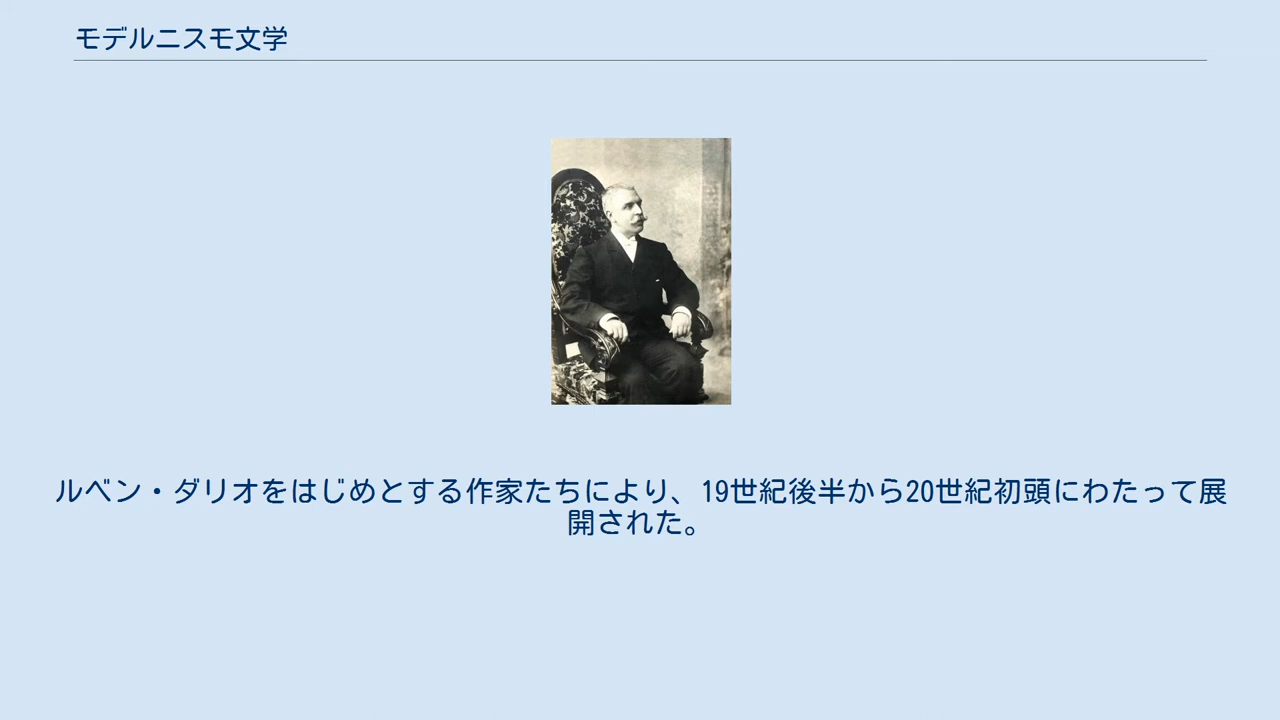 モデルニスモ文学
ルベン・ダリオをはじめとする作家たちにより、19世紀後半から20世紀初頭にわたって展
開された。